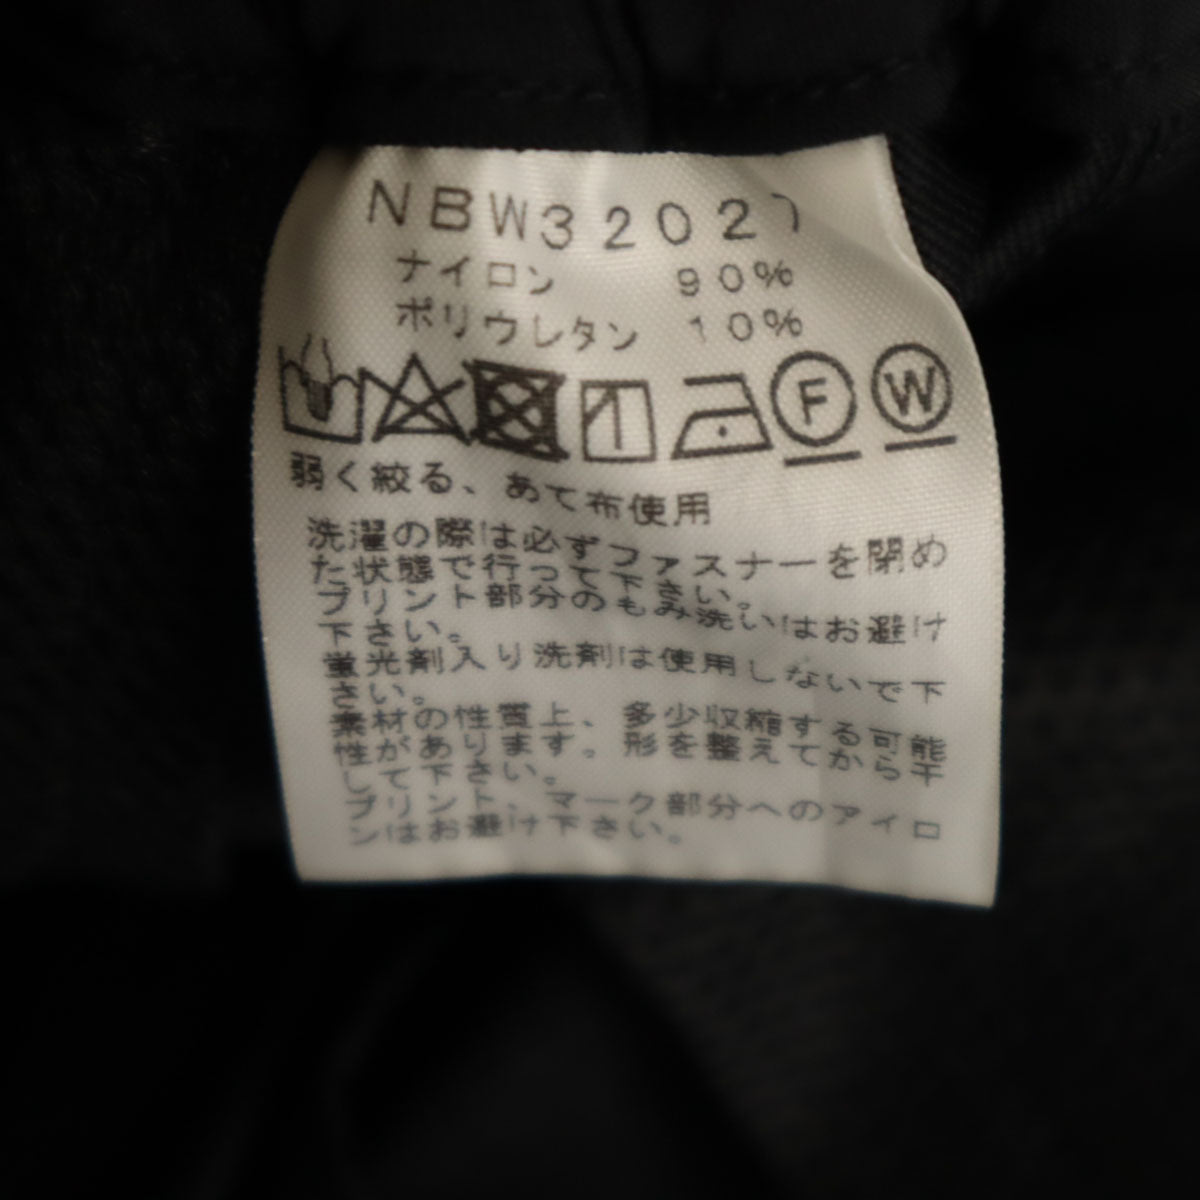 NBW32027
ナイロン 90%
ポリウレタン 10%
F W
弱く絞る、あて布使用
洗濯の際は必ずファスナーを閉め
た状態で行って下さい。
プリント部分のもみ洗いはお避け
下さい。
蛍光剤入り洗剤は使用しないで下
さい。
素材の性質上、多少収縮する可能
性があります。形を整えてから干
して下さい。
プリント、マーク部分へのアイロ
ンはお避け下さい。